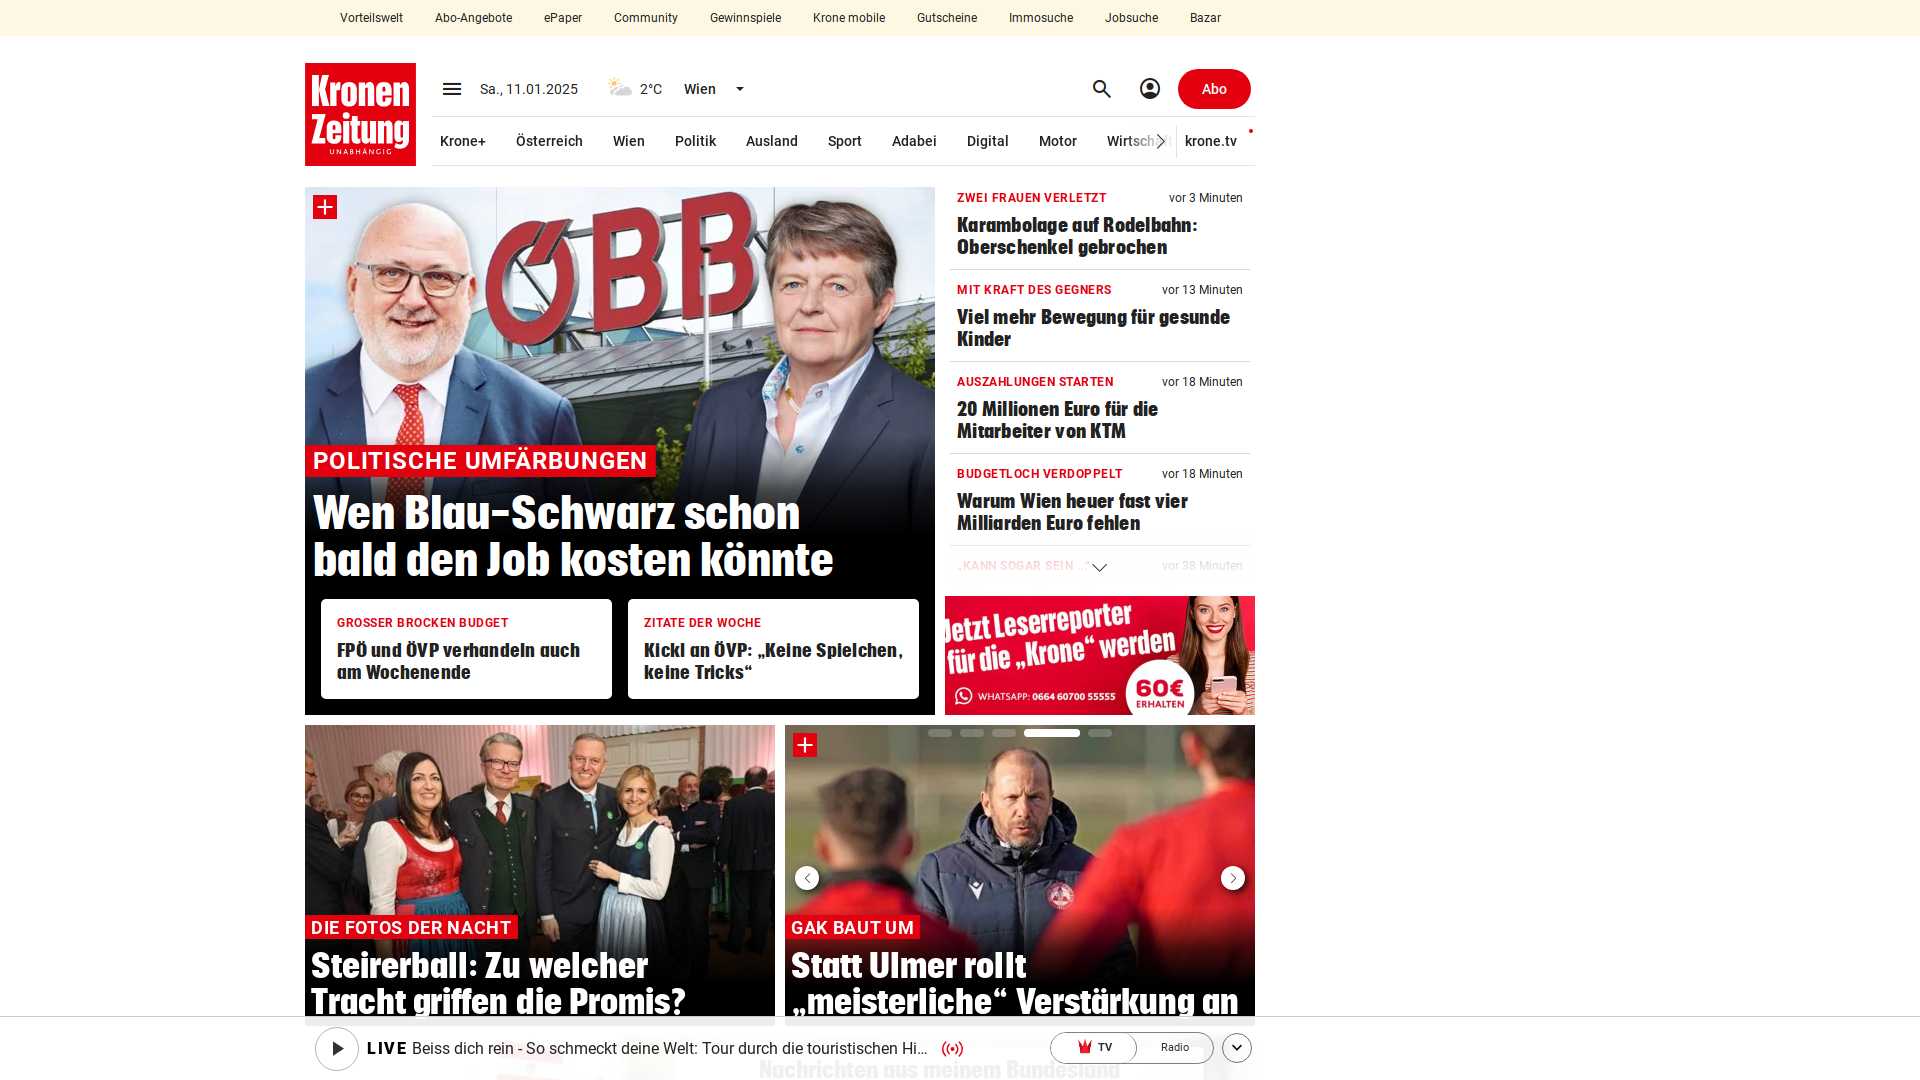 Vorteilswelt
Abo-Angebote
ePaper
Community
Gewinnspiele
Krone mobile
Gutscheine
Immosuche
Jobsuche
Bazar
Kronen
Zeitung
UNABHÄNGIG
Sa., 11.01.2025
2°C
Wien
Abo
Krone+
Österreich
Wien
Politik
Ausland
Sport
Adabei
Digital
Motor
krone.tv
ÖBB
POLITISCHE UMFÄRBUNGEN
Wen Blau-Schwarz schon
bald den Job kosten könnte
GROSSER BROCKEN BUDGET
FPÖ und ÖVP verhandeln auch
am Wochenende
ZITATE DER WOCHE
Kickl an ÖVP: „Keine Spielchen,
keine Tricks“
ZWEI FRAUEN VERLETZT
vor 3 Minuten
Karambolage auf Rodelbahn:
Oberschenkel gebrochen
MIT KRAFT DES GEGNERS
vor 13 Minuten
Viel mehr Bewegung für gesunde
Kinder
AUSZAHLUNGEN STARTEN
vor 18 Minuten
20 Millionen Euro für die
Mitarbeiter von KTM
BUDGETLOCH VERDOPPELT
vor 18 Minuten
Warum Wien heuer fast vier
Milliarden Euro fehlen
„KANN SOGAR SEIN ...“
vor 38 Minuten
Jetzt Leserreporter
für die „Krone“ werden
WHATSAPP: 0664 60700 55555
60€
ERHALTEN
DIE FOTOS DER NACHT
Steirerball: Zu welcher
Tracht griffen die Promis?
GAK BAUT UM
Statt Ulmer rollt
„meisterliche“ Verstärkung an
LIVE Beiss dich rein - So schmeckt deine Welt: Tour durch die touristischen Hi...
TV
Radio
Nachrichten aus meinem Bundesland